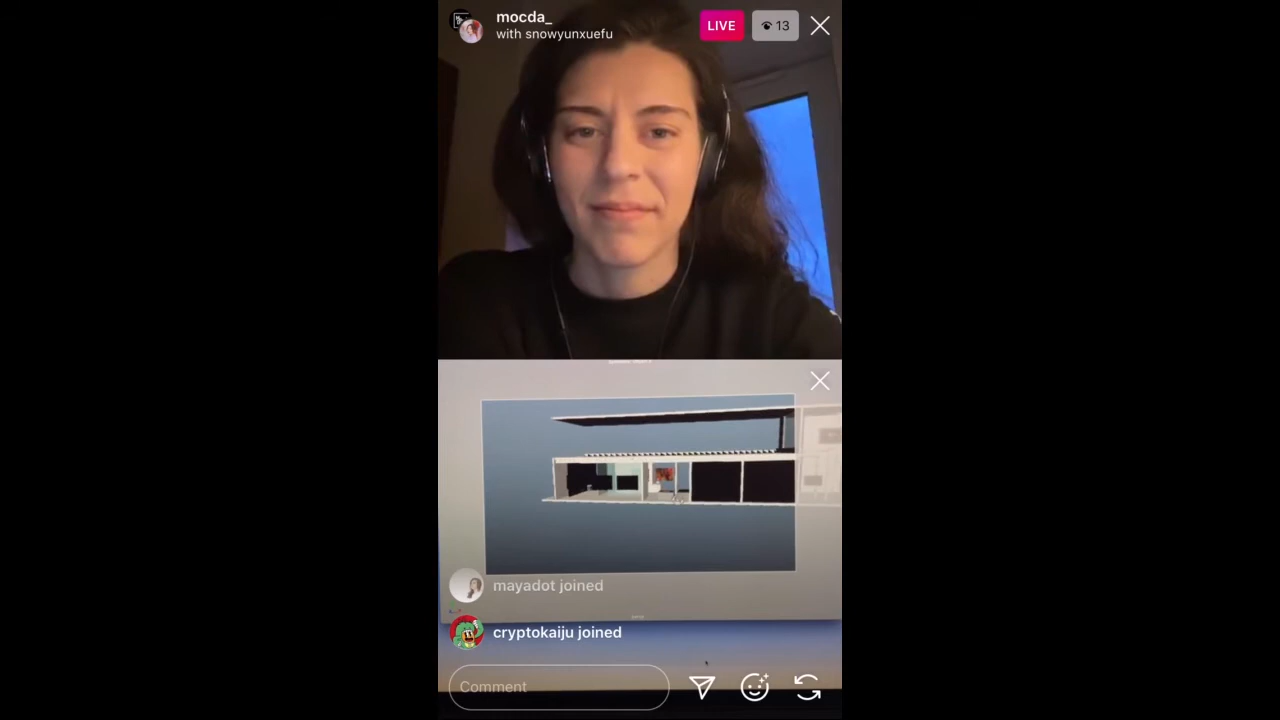 mocda_
with snowyunxuefu
LIVE
13
mayadot joined
cryptokaiju joined
Comment